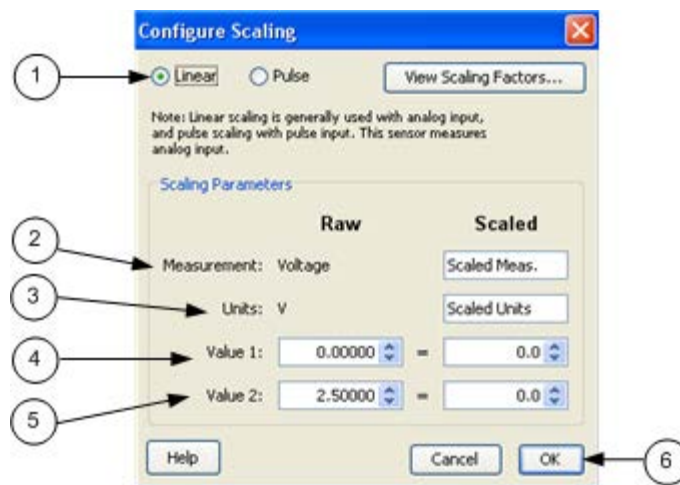 Configure Scaling
1
Linear Pulse View Scaling Factors...
Note: Linear scaling is generally used with analog input,
and pulse scaling with pulse input. This sensor measures
analog input.
Scaling Parameters
Raw Scaled
2
Measurement: Voltage Scaled Meas.
3
Units: V Scaled Units
4
Value 1: 0.00000 = 0.0
5
Value 2: 2.50000 = 0.0
Help Cancel OK
6